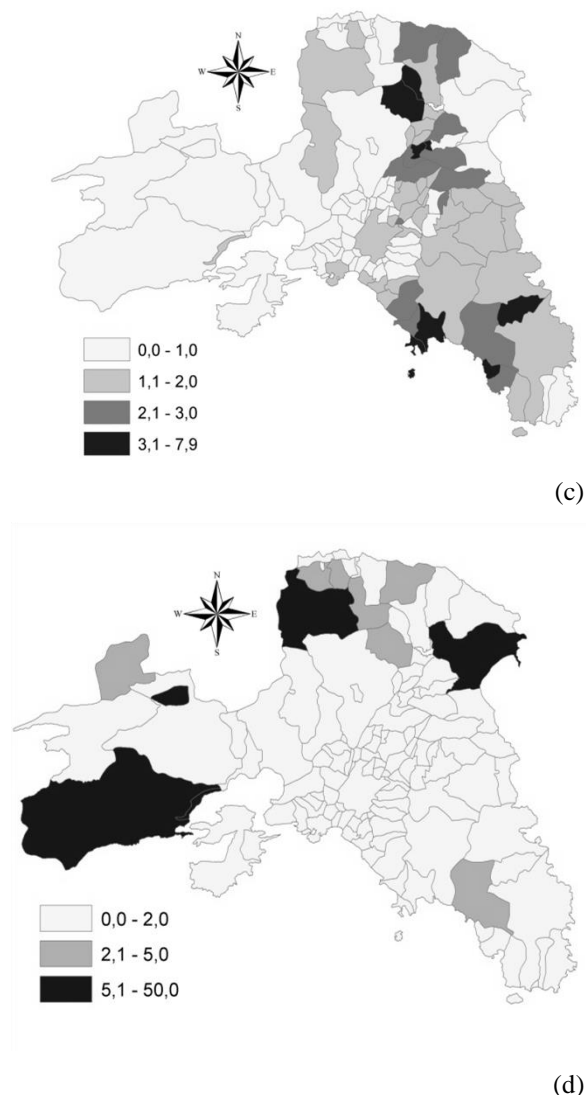 N
W E
S
0,0 - 1,0
1,1 - 2,0
2,1 - 3,0
3,1 - 7,9
(c)
N
W E
S
0,0 - 2,0
2,1 - 5,0
5,1 - 50,0
(d)